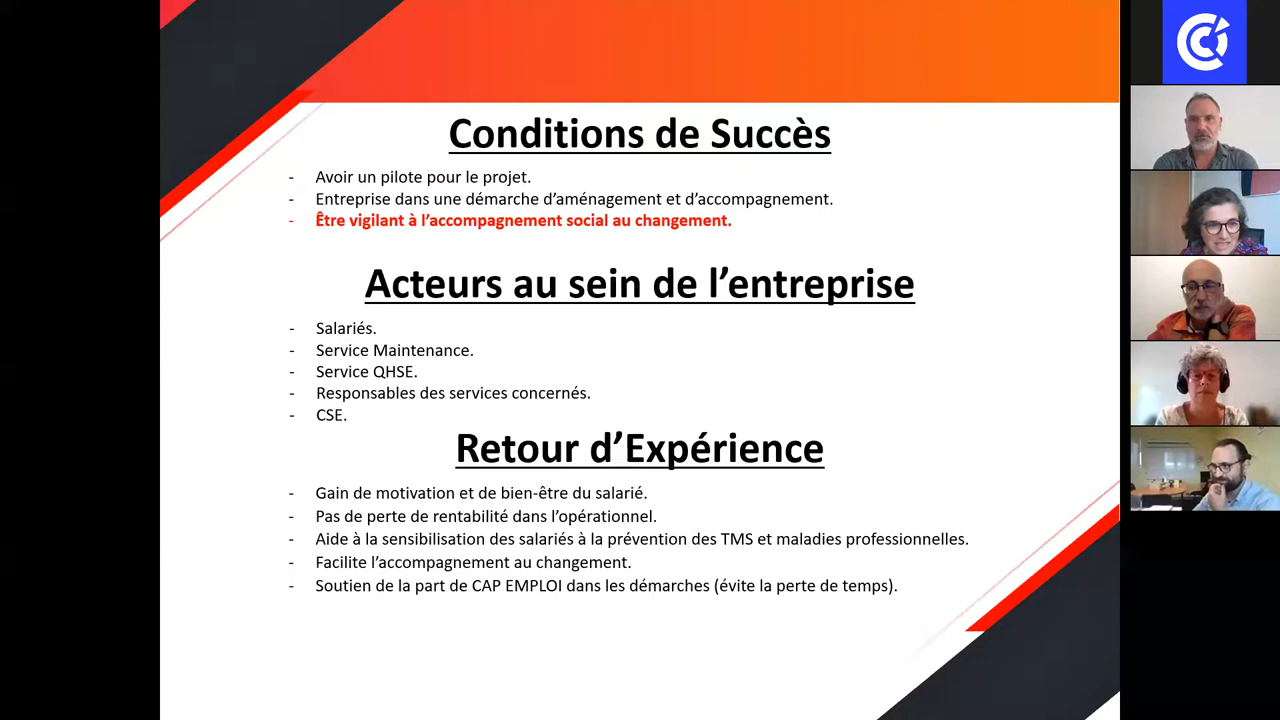 Conditions de Succès
- Avoir un pilote pour le projet.
- Entreprise dans une démarche d’aménagement et d’accompagnement.
- Être vigilant à l’accompagnement social au changement.
Acteurs au sein de l’entreprise
- Salariés.
- Service Maintenance.
- Service QHSE.
- Responsables des services concernés.
- CSE.
Retour d’Expérience
- Gain de motivation et de bien-être du salarié.
- Pas de perte de rentabilité dans l’opérationnel.
- Aide à la sensibilisation des salariés à la prévention des TMS et maladies professionnelles.
- Facilite l’accompagnement au changement.
- Soutien de la part de CAP EMPLOI dans les démarches (évite la perte de temps).